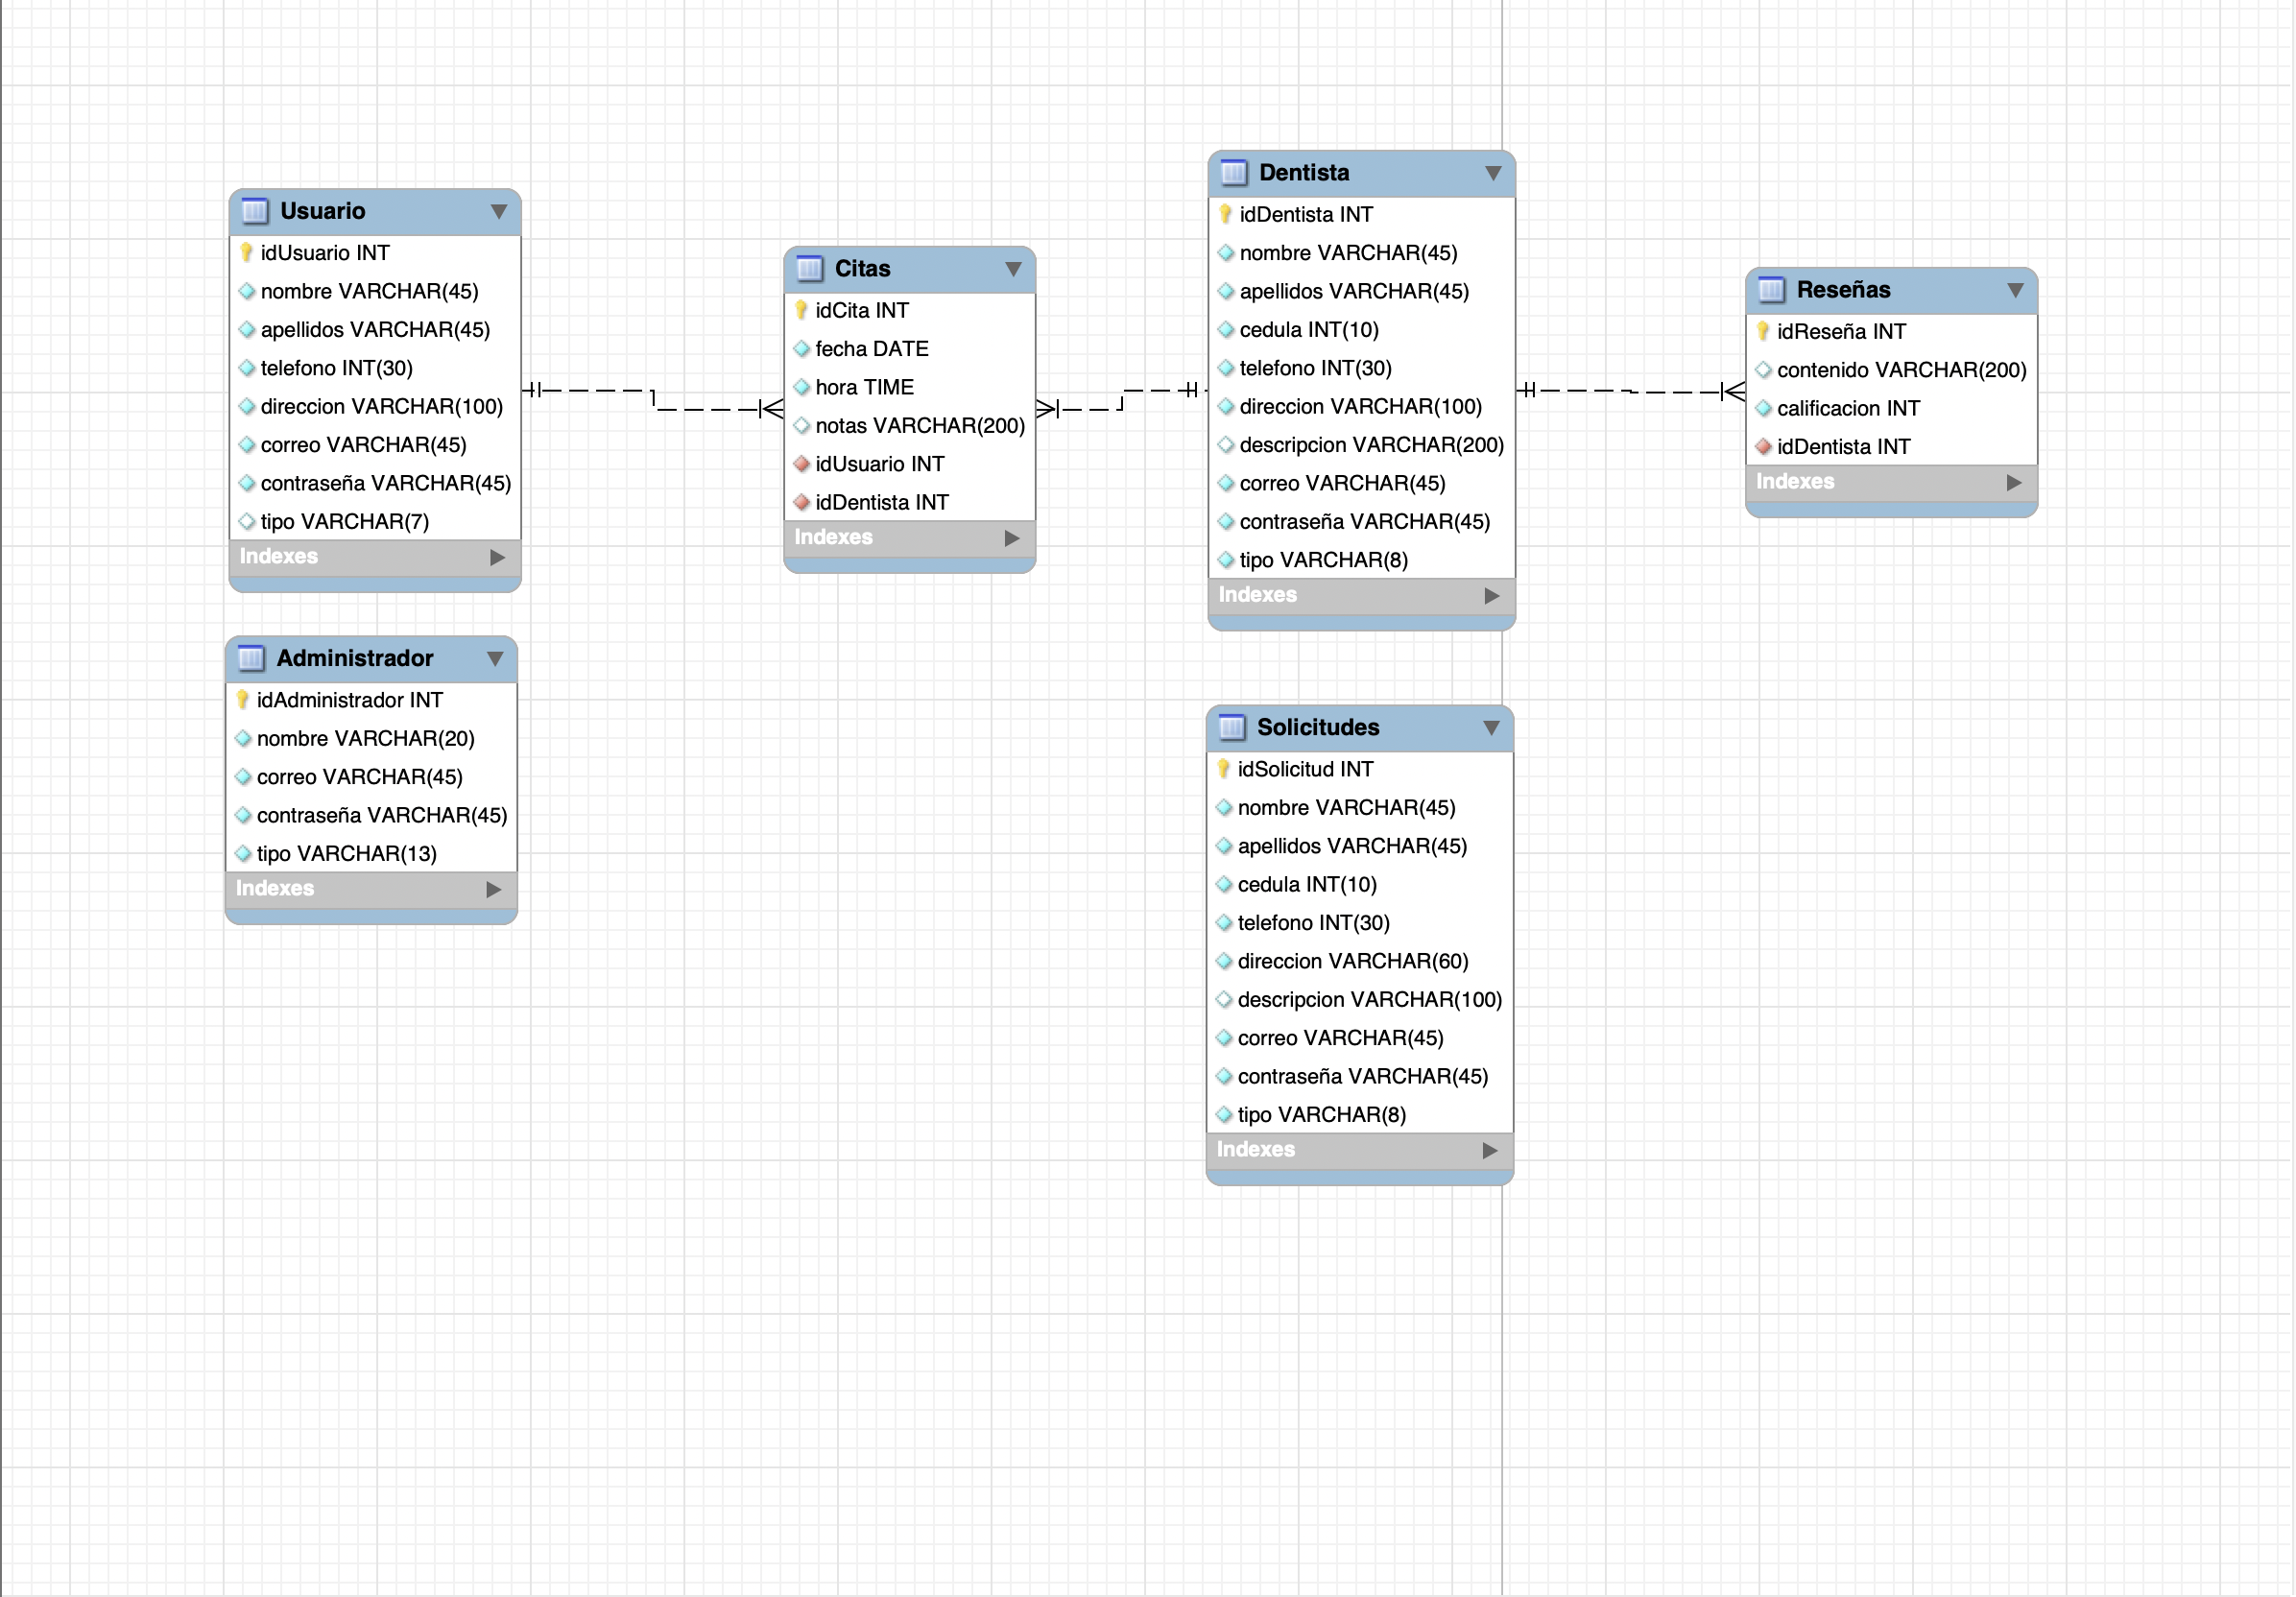 Usuario
idUsuario INT
nombre VARCHAR(45)
apellidos VARCHAR(45)
telefono INT(30)
direccion VARCHAR(100)
correo VARCHAR(45)
contraseña VARCHAR(45)
tipo VARCHAR(7)
Indexes
Administrador
idAdministrador INT
nombre VARCHAR(20)
correo VARCHAR(45)
contraseña VARCHAR(45)
tipo VARCHAR(13)
Indexes
Citas
idCita INT
fecha DATE
hora TIME
notas VARCHAR(200)
idUsuario INT
idDentista INT
Indexes
Dentista
idDentista INT
nombre VARCHAR(45)
apellidos VARCHAR(45)
cedula INT(10)
telefono INT(30)
direccion VARCHAR(100)
descripcion VARCHAR(200)
correo VARCHAR(45)
contraseña VARCHAR(45)
tipo VARCHAR(8)
Indexes
Solicitudes
idSolicitud INT
nombre VARCHAR(45)
apellidos VARCHAR(45)
cedula INT(10)
telefono INT(30)
direccion VARCHAR(60)
descripcion VARCHAR(100)
correo VARCHAR(45)
contraseña VARCHAR(45)
tipo VARCHAR(8)
Indexes
Reseñas
idReseña INT
contenido VARCHAR(200)
calificacion INT
idDentista INT
Indexes